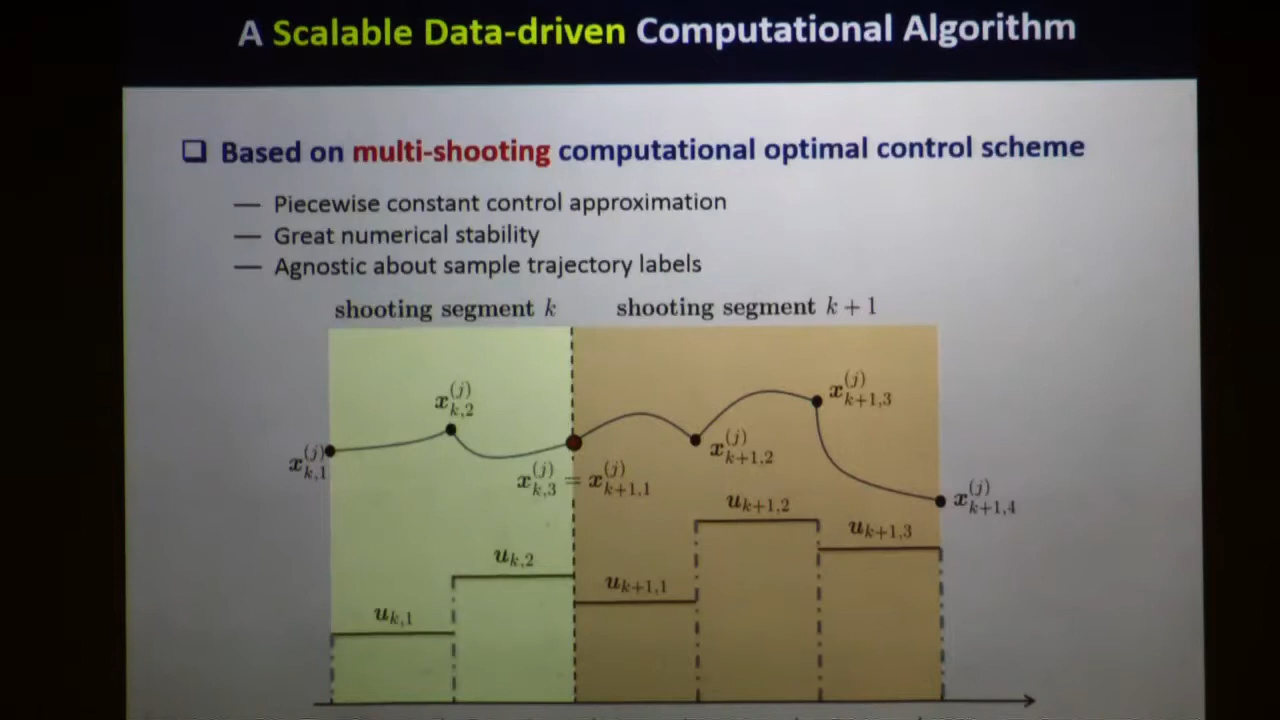 A Scalable Data-driven Computational Algorithm
❑ Based on multi-shooting computational optimal control scheme
— Piecewise constant control approximation
— Great numerical stability
— Agnostic about sample trajectory labels
shooting segment k
shooting segment k + 1
x_{k,1}^{(j)}
x_{k,2}^{(j)}
x_{k,3}^{(j)} = x_{k+1,1}^{(j)}
x_{k+1,2}^{(j)}
x_{k+1,3}^{(j)}
x_{k+1,4}^{(j)}
u_{k,1}
u_{k,2}
u_{k+1,1}
u_{k+1,2}
u_{k+1,3}